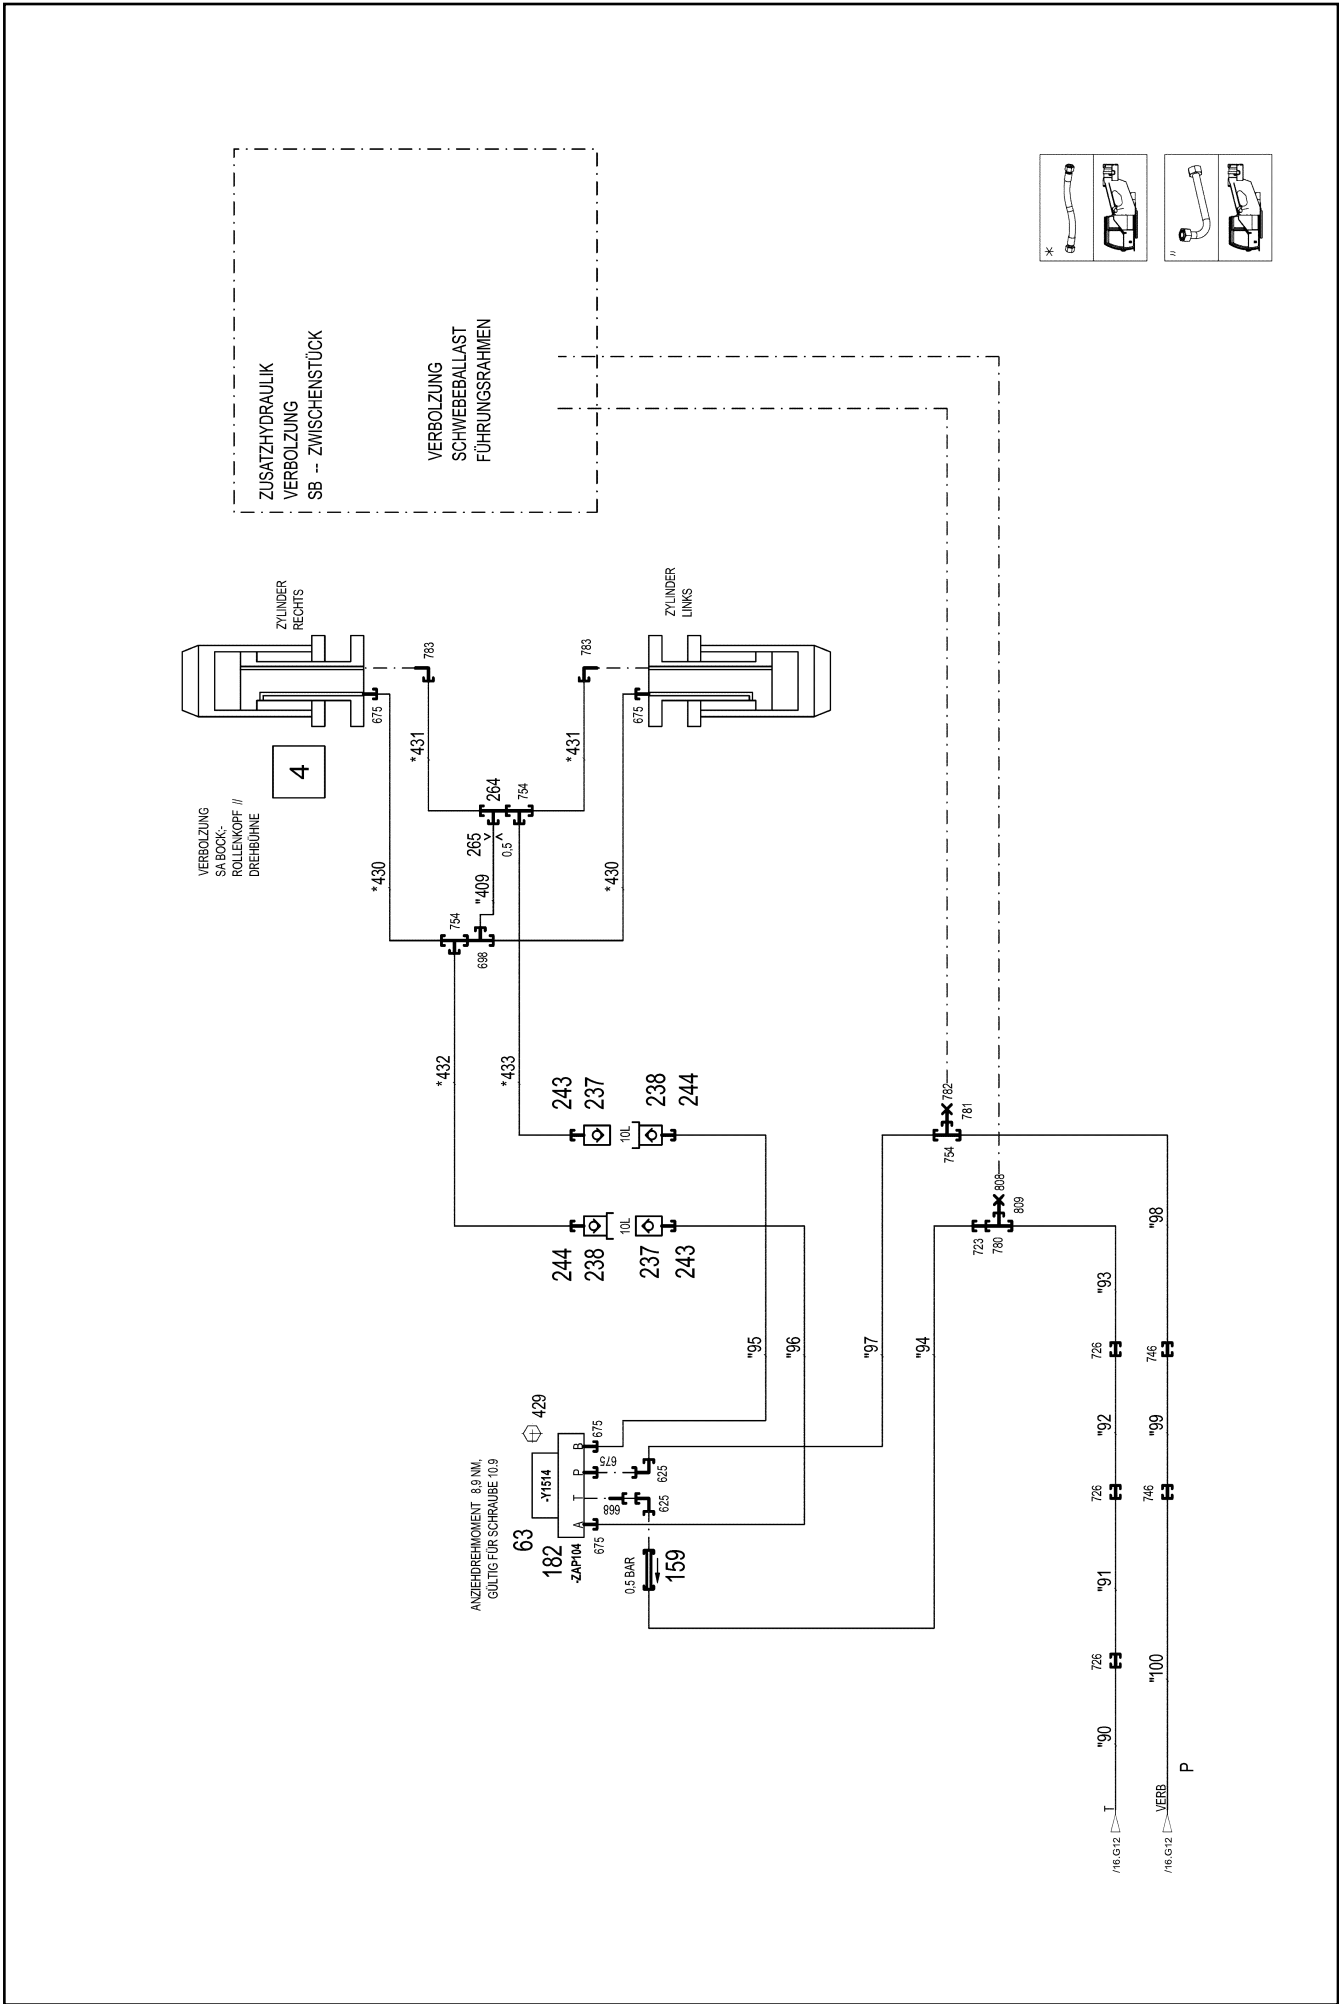 ZUSATZHYDRAULIK
VERBOLZUNG
SB -- ZWISCHENSTÜCK
VERBOLZUNG
SCHWEBEBALLAST
FÜHRUNGSRAHMEN
*
"
ZYLINDER
RECHTS
ZYLINDER
LINKS
783
783
675
675
4
VERBOLZUNG
SA BOCK;-
ROLLENKOPF //
DREHBÜHNE
*431
*431
264
754
265
0,5
*430
"409
*430
754
698
*432
*433
243
237
10L
238
244
244
238
10L
237
243
782
781
754
808
809
723
780
"98
"93
"95
"96
"97
"94
726
746
"92
"99
726
746
"91
726
"100
"90
ANZIEHDREHMOMENT 8,9 NM,
GÜLTIG FÜR SCHRAUBE 10.9
429
-Y1514
63
182
-ZAP104
A
T
P
B
675
675
675
668
625
625
0,5 BAR
159
T
/16.G12
VERB
/16.G12
P